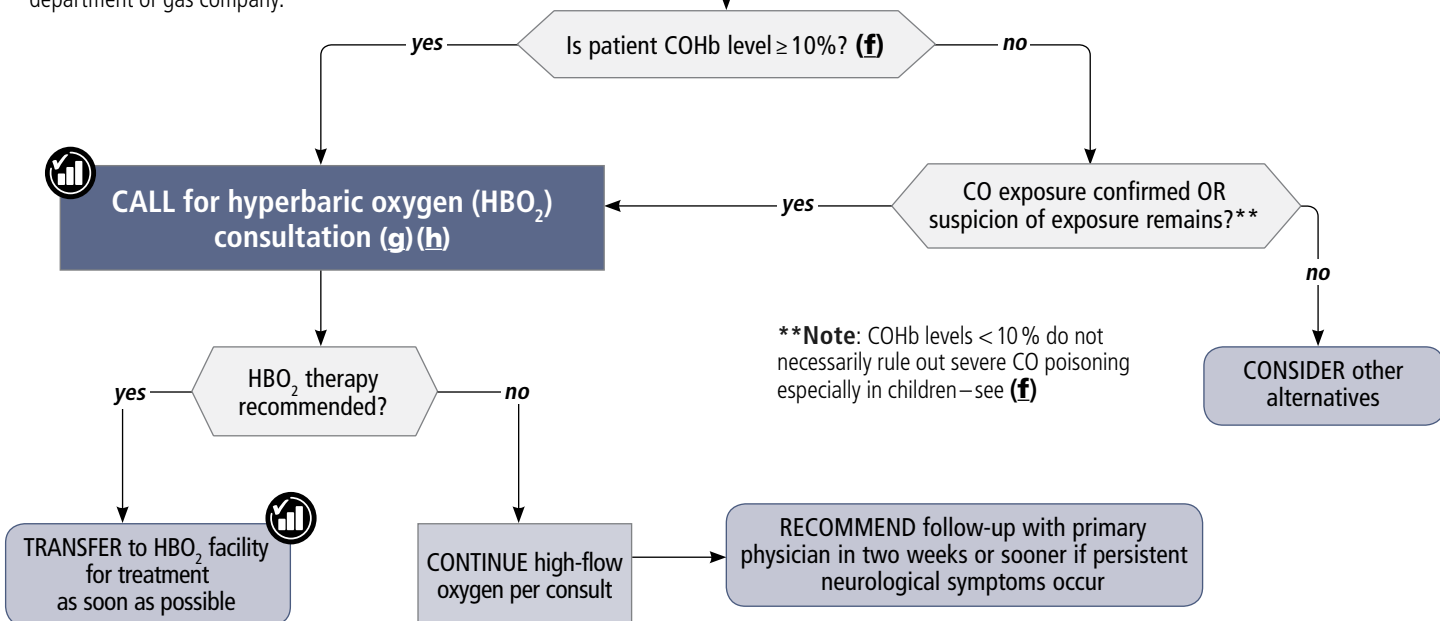 department or gas company.
Is patient COHb level ≥ 10%? (f)
yes
no
CALL for hyperbaric oxygen (HBO₂)
consultation (g)(h)
yes
CO exposure confirmed OR
suspicion of exposure remains?**
no
**Note: COHb levels < 10% do not
necessarily rule out severe CO poisoning
especially in children–see (f)
CONSIDER other
alternatives
HBO₂ therapy
recommended?
yes
no
TRANSFER to HBO₂ facility
for treatment
as soon as possible
CONTINUE high-flow
oxygen per consult
RECOMMEND follow-up with primary
physician in two weeks or sooner if persistent
neurological symptoms occur